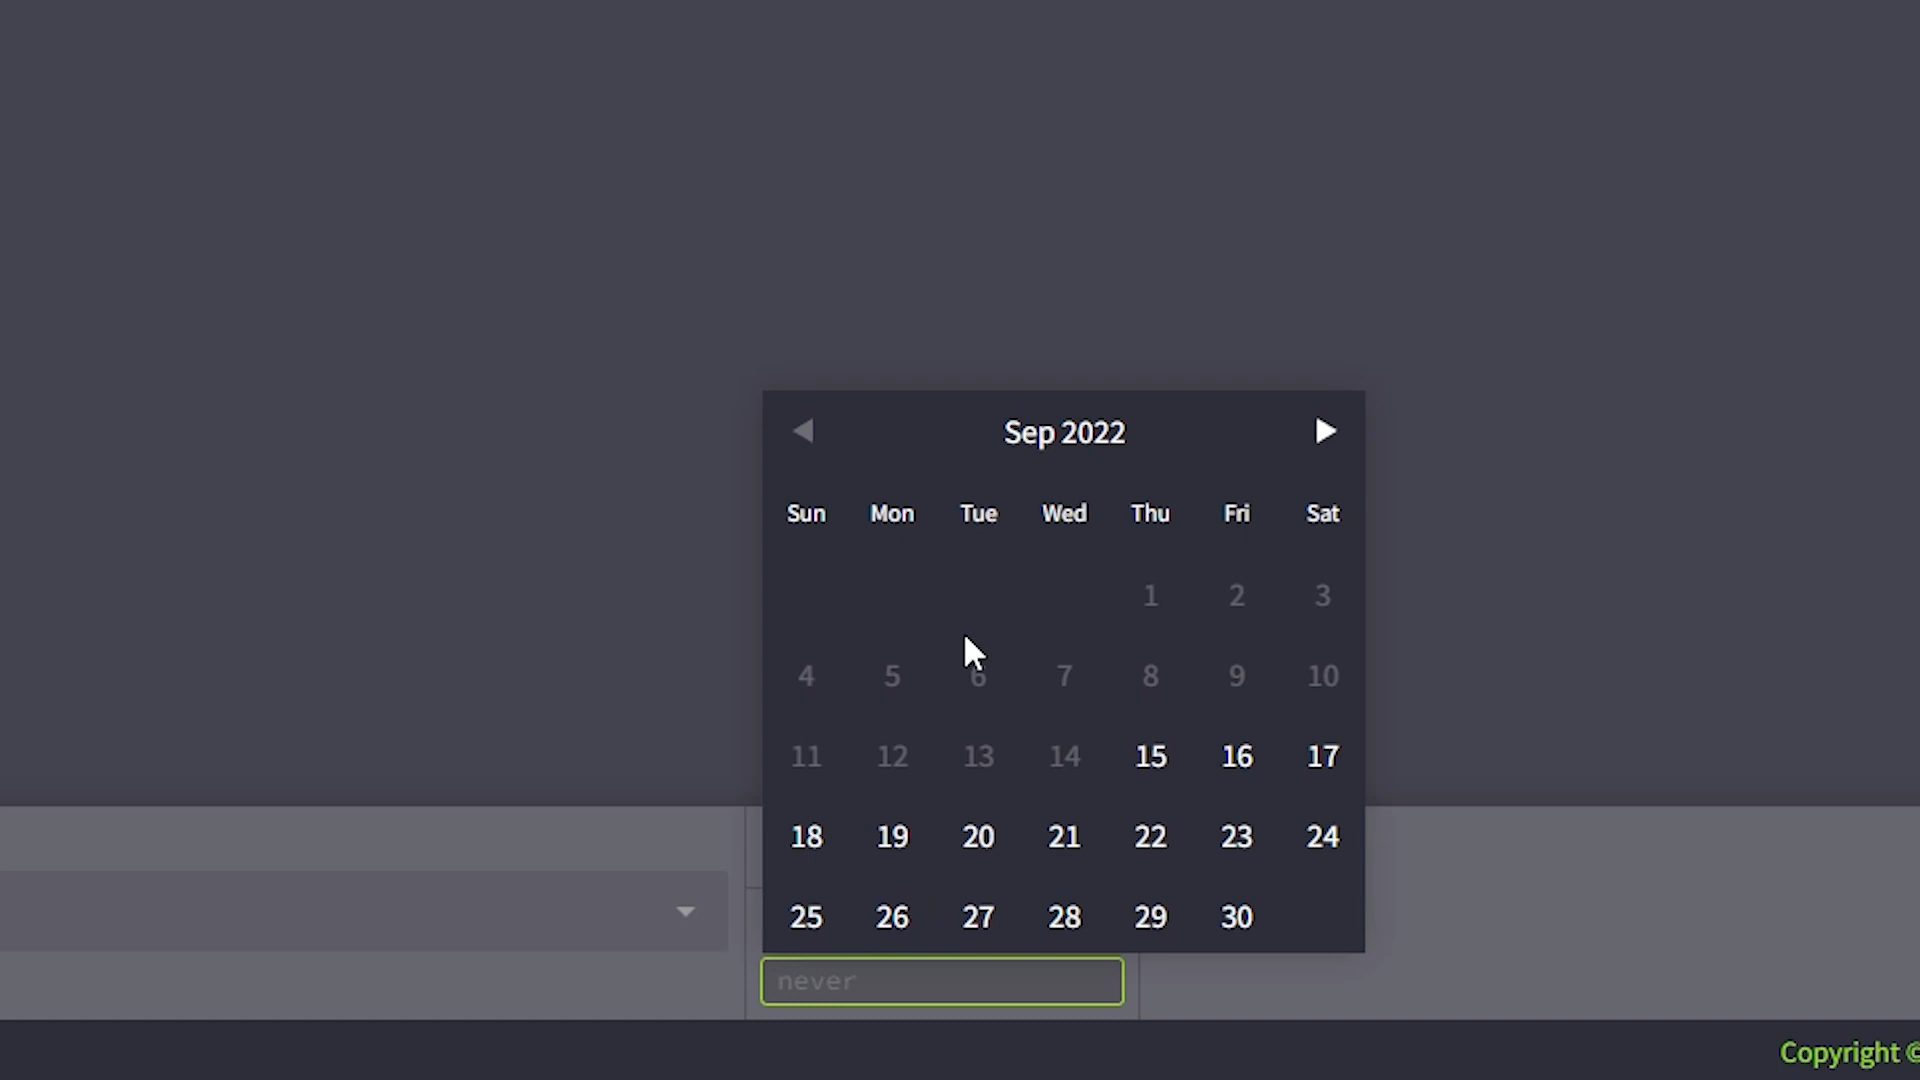 Sep 2022
Sun Mon Tue Wed Thu Fri Sat
1 2 3
4 5 6 7 8 9 10
11 12 13 14 15 16 17
18 19 20 21 22 23 24
25 26 27 28 29 30
never
Copyright ©